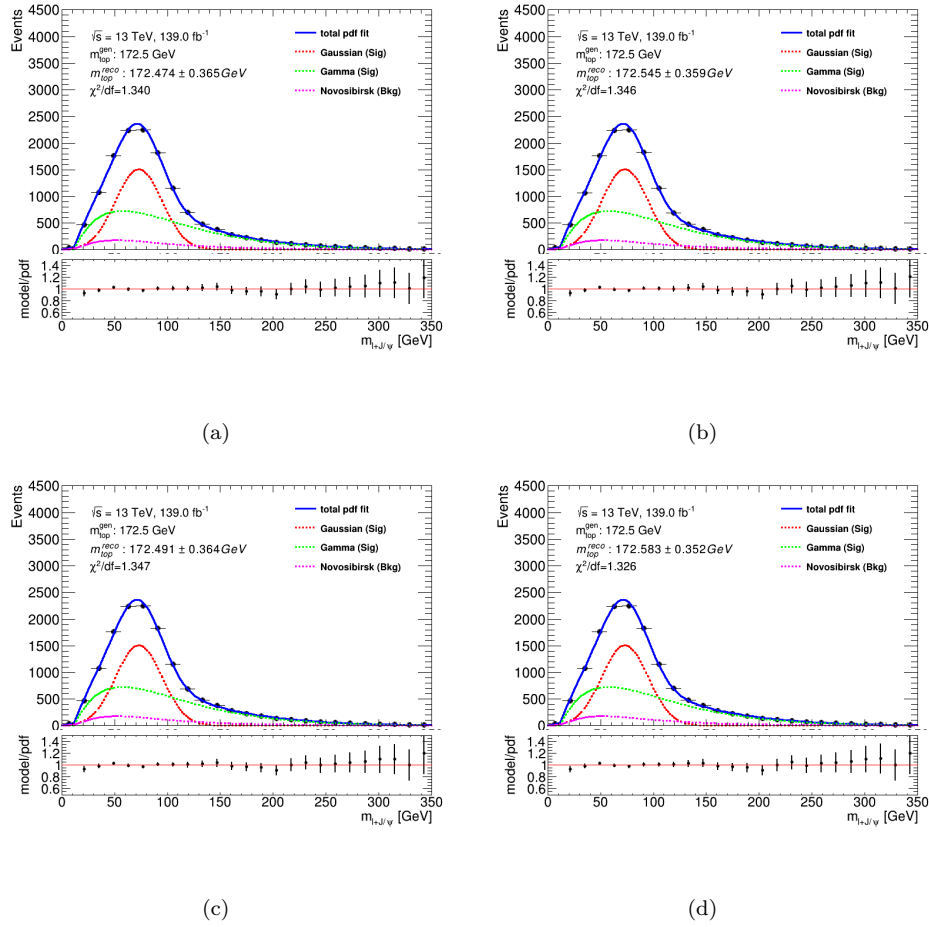 √s = 13 TeV, 139.0 fb⁻¹
m_top^gen : 172.5 GeV
m_top^reco : 172.474 ± 0.365 GeV
χ²/df=1.340
total pdf fit
Gaussian (Sig)
Gamma (Sig)
Novosibirsk (Bkg)
Events
4500
4000
3500
3000
2500
2000
1500
1000
500
0
model/pdf
1.4
1.2
1
0.8
0.6
0 50 100 150 200 250 300 350
m_l+J/ψ [GeV]
(a)
√s = 13 TeV, 139.0 fb⁻¹
m_top^gen : 172.5 GeV
m_top^reco : 172.545 ± 0.359 GeV
χ²/df=1.346
total pdf fit
Gaussian (Sig)
Gamma (Sig)
Novosibirsk (Bkg)
Events
4500
4000
3500
3000
2500
2000
1500
1000
500
0
model/pdf
1.4
1.2
1
0.8
0.6
0 50 100 150 200 250 300 350
m_l+J/ψ [GeV]
(b)
√s = 13 TeV, 139.0 fb⁻¹
m_top^gen : 172.5 GeV
m_top^reco : 172.491 ± 0.364 GeV
χ²/df=1.347
total pdf fit
Gaussian (Sig)
Gamma (Sig)
Novosibirsk (Bkg)
Events
4500
4000
3500
3000
2500
2000
1500
1000
500
0
model/pdf
1.4
1.2
1
0.8
0.6
0 50 100 150 200 250 300 350
m_l+J/ψ [GeV]
(c)
√s = 13 TeV, 139.0 fb⁻¹
m_top^gen : 172.5 GeV
m_top^reco : 172.583 ± 0.352 GeV
χ²/df=1.326
total pdf fit
Gaussian (Sig)
Gamma (Sig)
Novosibirsk (Bkg)
Events
4500
4000
3500
3000
2500
2000
1500
1000
500
0
model/pdf
1.4
1.2
1
0.8
0.6
0 50 100 150 200 250 300 350
m_l+J/ψ [GeV]
(d)